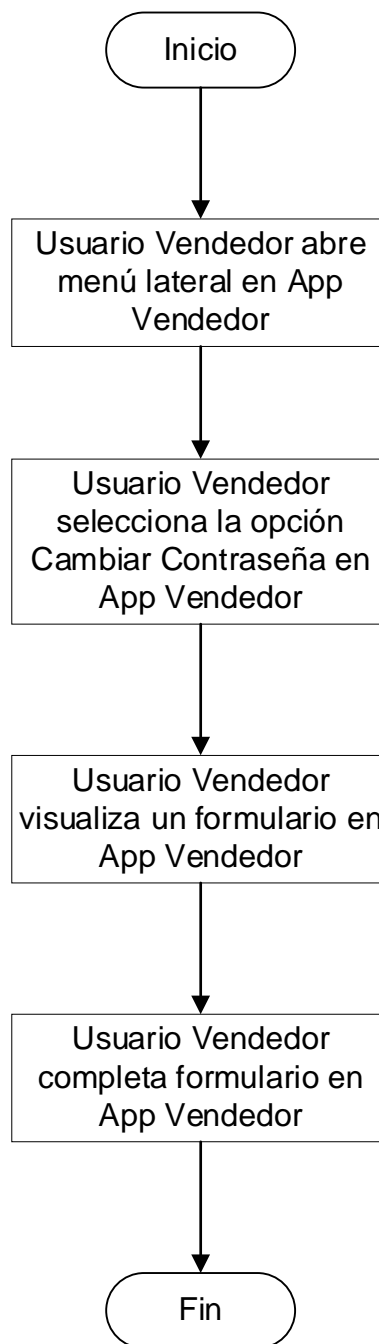 Inicio
Usuario Vendedor abre
menú lateral en App
Vendedor
Usuario Vendedor
selecciona la opción
Cambiar Contraseña en
App Vendedor
Usuario Vendedor
visualiza un formulario en
App Vendedor
Usuario Vendedor
completa formulario en
App Vendedor
Fin